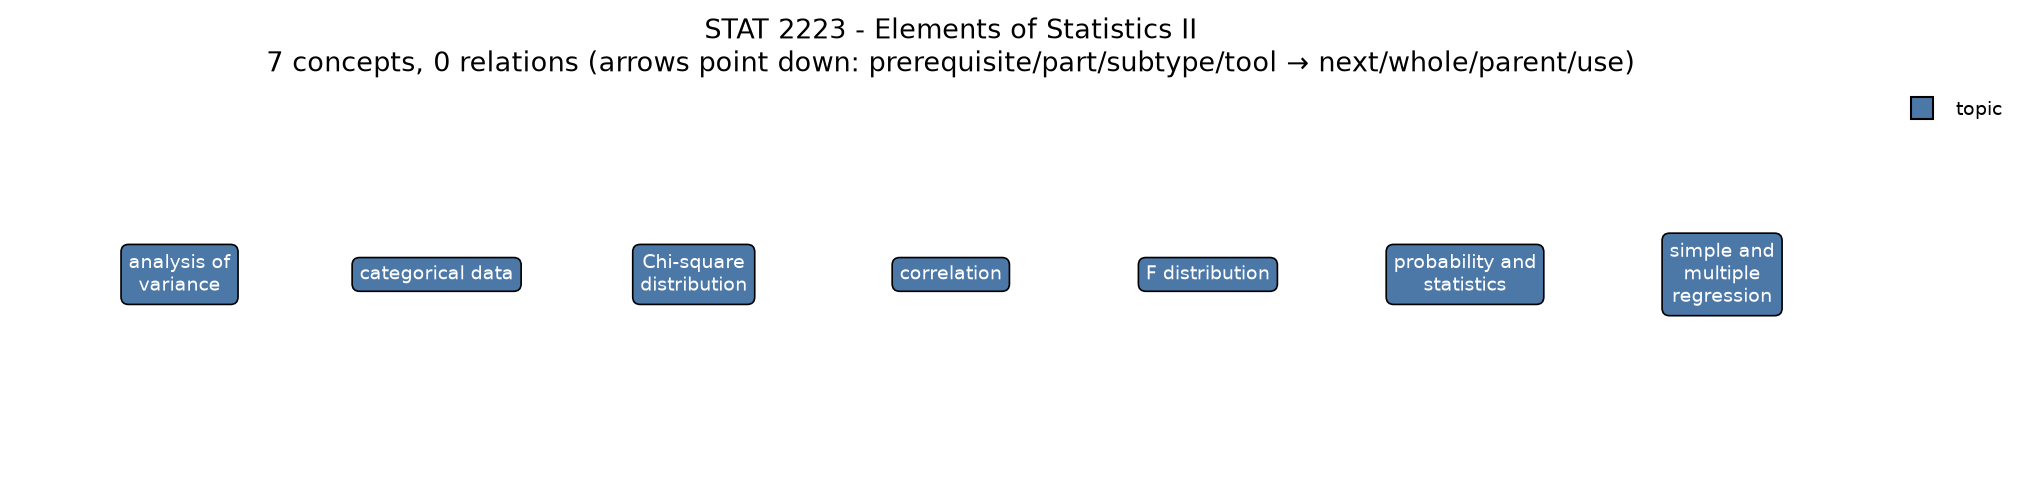 STAT 2223 - Elements of Statistics II
7 concepts, 0 relations (arrows point down: prerequisite/part/subtype/tool → next/whole/parent/use)
topic
analysis of
variance
categorical data
Chi-square
distribution
correlation
F distribution
probability and
statistics
simple and
multiple
regression